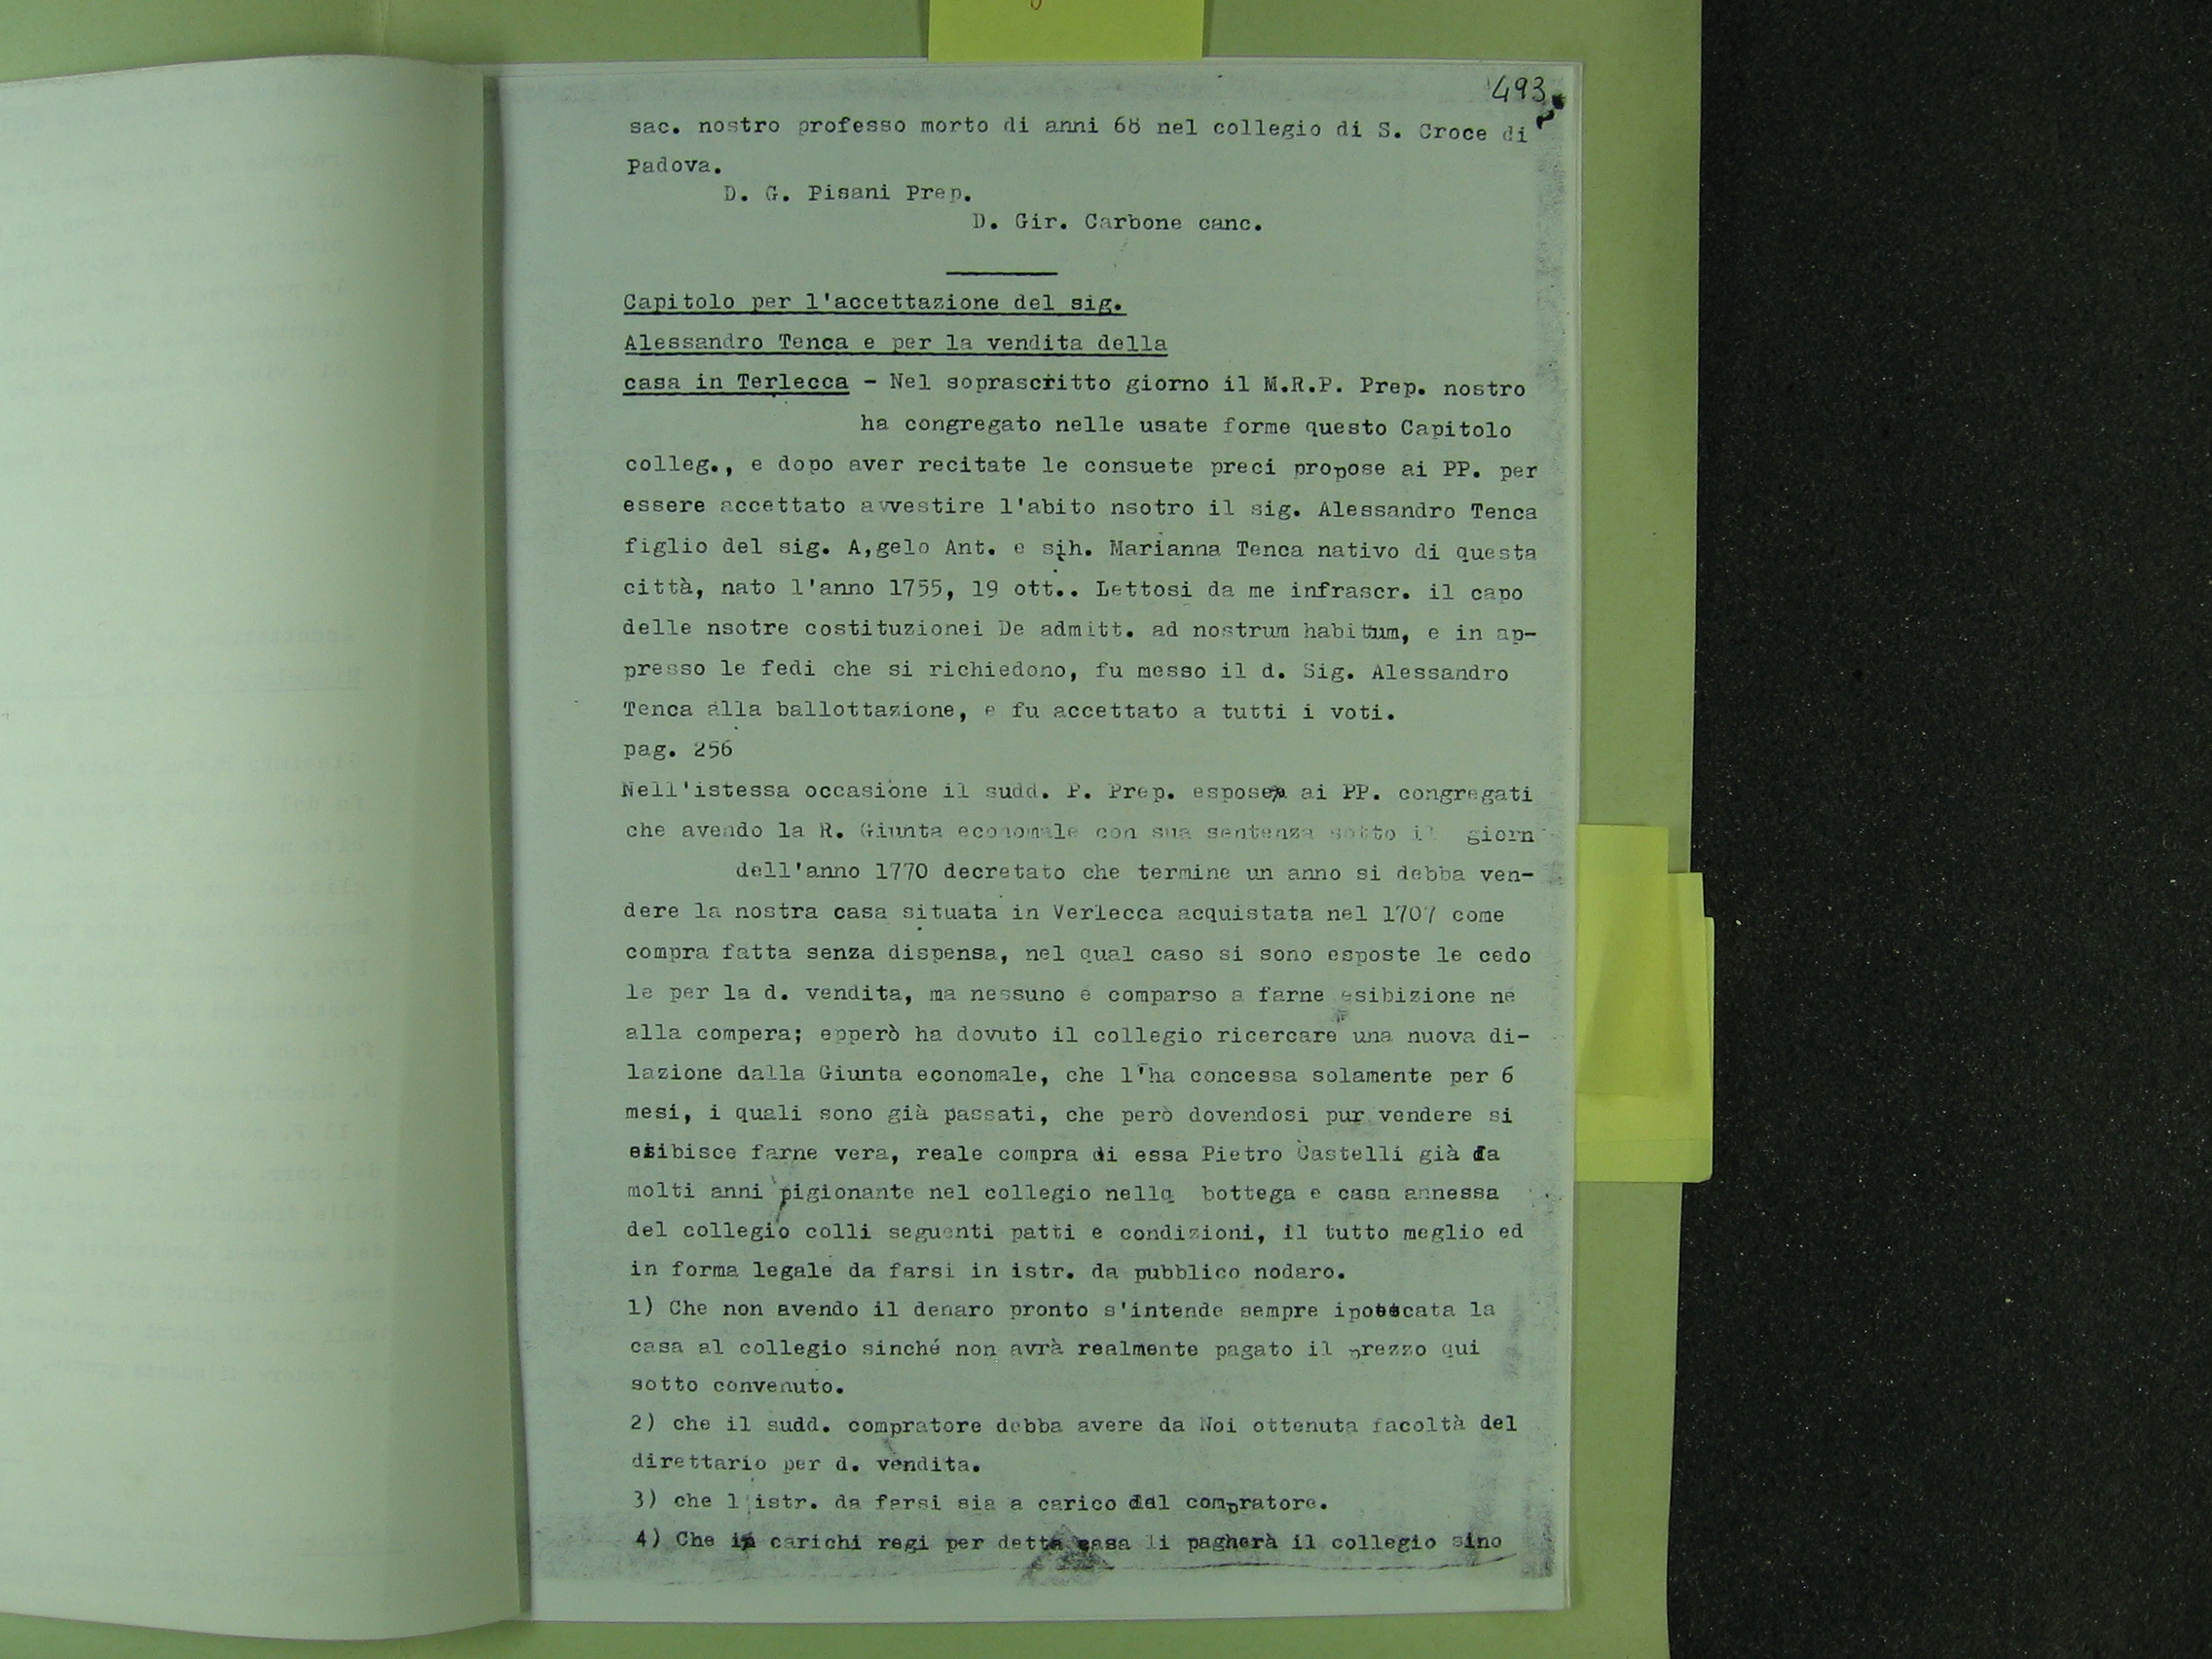 493
sac. nostro professo morto di anni 68 nel collegio di S. Croce di
Padova.
D. G. Pisani Prep.
D. Gir. Carbone canc.
Capitolo per l'accettazione del sig.
Alessandro Tenca e per la vendita della
casa in Terlecca - Nel soprascritto giorno il M.R.P. Prep. nostro
ha congregato nelle usate forme questo Capitolo
colleg., e dopo aver recitate le consuete preci propose ai PP. per
essere accettato avvestire l'abito nsotro il sig. Alessandro Tenca
figlio del sig. A,gelo Ant. e sih. Marianna Tenca nativo di questa
città, nato l'anno 1755, 19 ott.. Lettosi da me infrascr. il capo
delle nsotre costituzionei De admitt. ad nostrum habitum, e in ap-
presso le fedi che si richiedono, fu messo il d. Sig. Alessandro
Tenca alla ballottazione, e fu accettato a tutti i voti.
pag. 256
Nell'istessa occasione il sudd. P. Prep. espose ai PP. congregati
che avendo la R. Giunta economale con sua sentenza sotto il giorn
dell'anno 1770 decretato che termine un anno si debba ven-
dere la nostra casa situata in Verlecca acquistata nel 1707 come
compra fatta senza dispensa, nel qual caso si sono esposte le cedo
le per la d. vendita, ma nessuno è comparso a farne esibizione nè
alla compera; epperò ha dovuto il collegio ricercare una nuova di-
lazione dalla Giunta economale, che l'ha concessa solamente per 6
mesi, i quali sono già passati, che però dovendosi pur vendere si
esibisce farne vera, reale compra di essa Pietro Castelli già da
molti anni pigionante nel collegio nella bottega e casa annessa
del collegio colli seguenti patti e condizioni, il tutto meglio ed
in forma legale da farsi in istr. da pubblico nodaro.
1) Che non avendo il denaro pronto s'intende sempre ipotecata la
casa al collegio sinché non avrà realmente pagato il prezzo qui
sotto convenuto.
2) che il sudd. compratore debba avere da Noi ottenuta facoltà del
direttario per d. vendita.
3) che l'istr. da farsi sia a carico del compratore.
4) Che i carichi regi per detta casa li pagherà il collegio sino